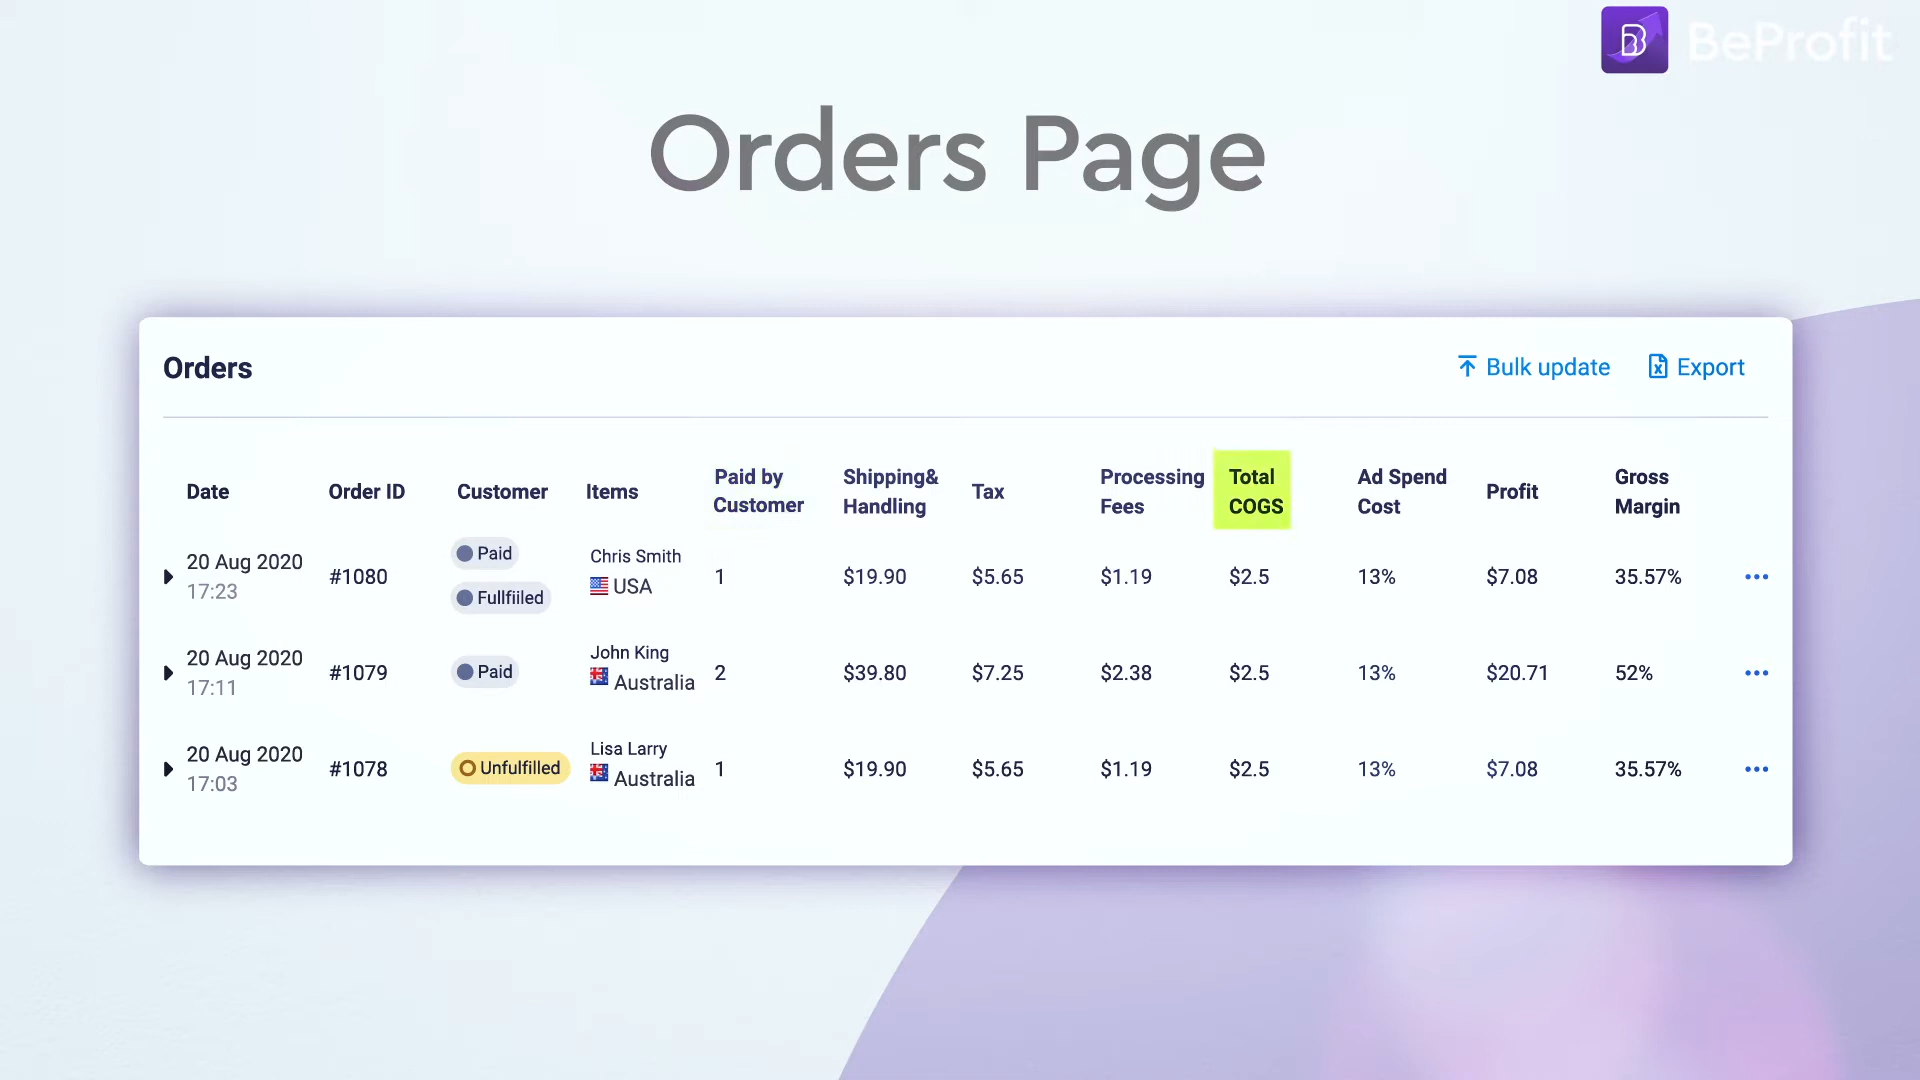 BeProfit
Orders Page
Orders
Bulk update
Export
Date
Order ID
Customer
Items
Paid by
Customer
Shipping&
Handling
Tax
Processing
Fees
Total
COGS
Ad Spend
Cost
Profit
Gross
Margin
20 Aug 2020
17:23
#1080
Paid
Fullfiiled
Chris Smith
USA
1
$19.90
$5.65
$1.19
$2.5
13%
$7.08
35.57%
20 Aug 2020
17:11
#1079
Paid
John King
Australia
2
$39.80
$7.25
$2.38
$2.5
13%
$20.71
52%
20 Aug 2020
17:03
#1078
Unfulfilled
Lisa Larry
Australia
1
$19.90
$5.65
$1.19
$2.5
13%
$7.08
35.57%